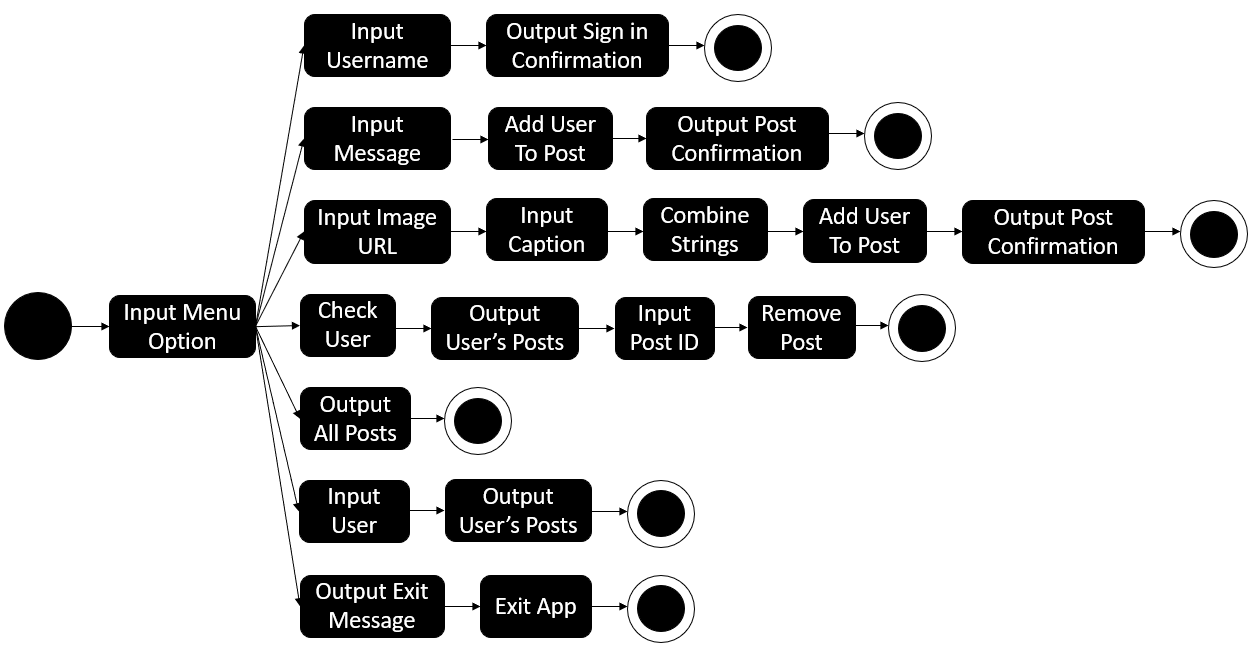 Input
Username
Output Sign in
Confirmation
Input
Message
Add User
To Post
Output Post
Confirmation
Input Image
URL
Input
Caption
Combine
Strings
Add User
To Post
Output Post
Confirmation
Input Menu
Option
Check
User
Output
User's Posts
Input
Post ID
Remove
Post
Output
All Posts
Input
User
Output
User's Posts
Output Exit
Message
Exit App